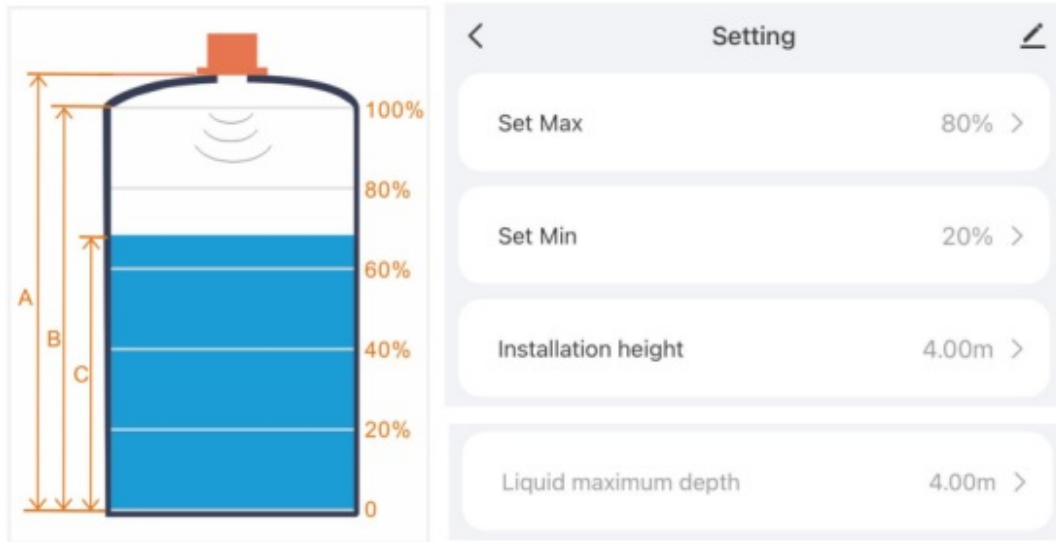 100%
80%
60%
40%
20%
0
A
B
C
Setting
Set Max 80%
Set Min 20%
Installation height 4.00m
Liquid maximum depth 4.00m